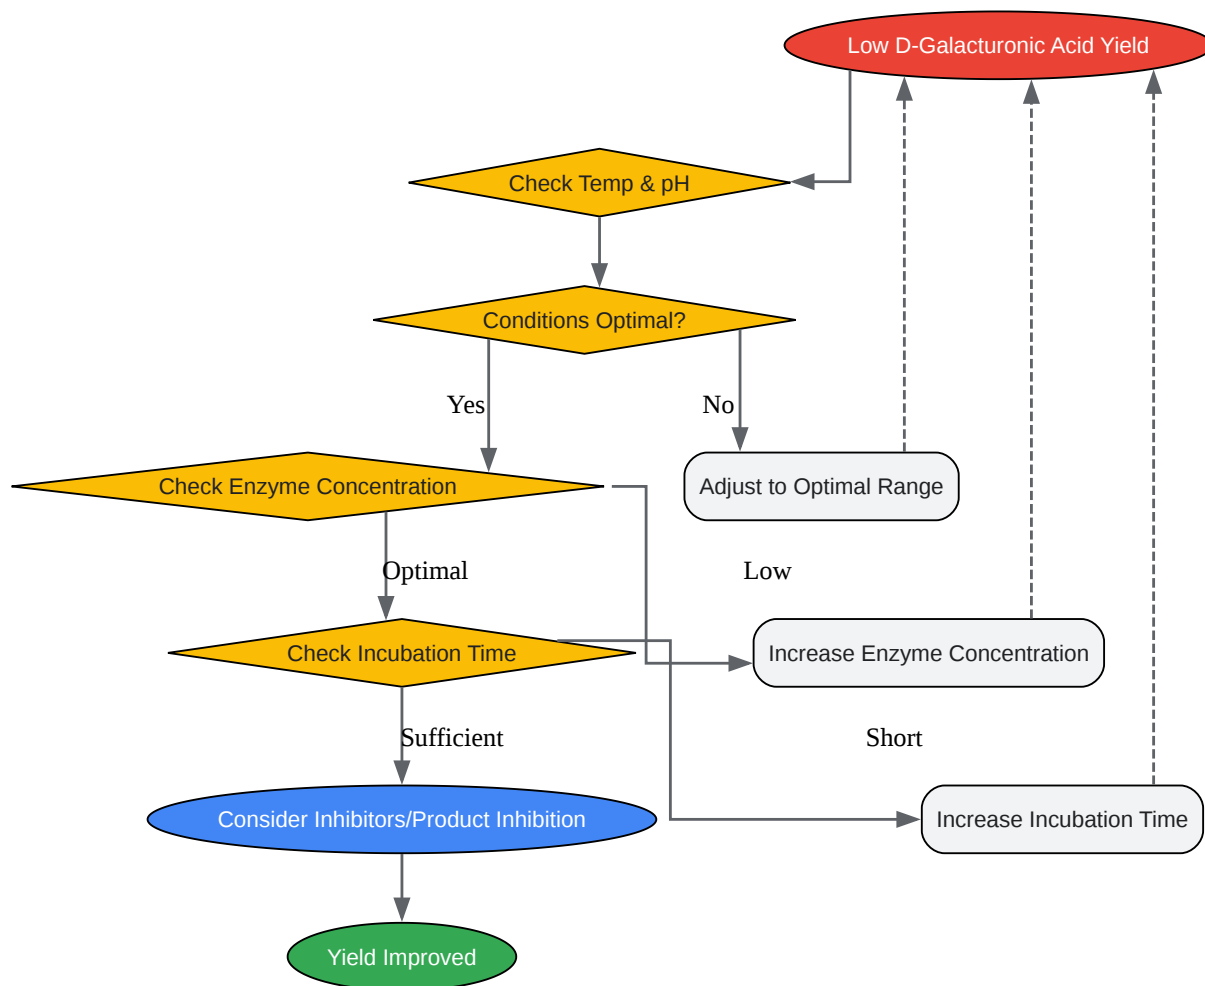 Low D-Galacturonic Acid Yield
Check Temp & pH
Conditions Optimal?
Yes
No
Check Enzyme Concentration
Adjust to Optimal Range
Optimal
Low
Check Incubation Time
Increase Enzyme Concentration
Sufficient
Short
Consider Inhibitors/Product Inhibition
Increase Incubation Time
Yield Improved